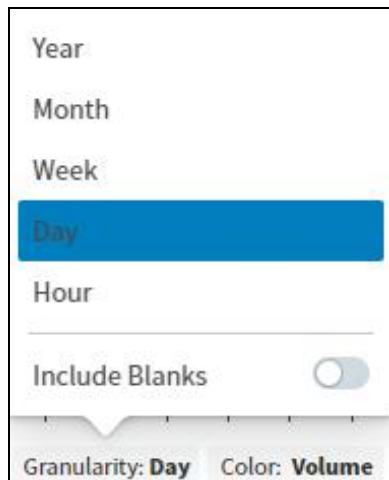 Year
Month
Week
Day
Hour
Include Blanks
Granularity: Day Color: Volume